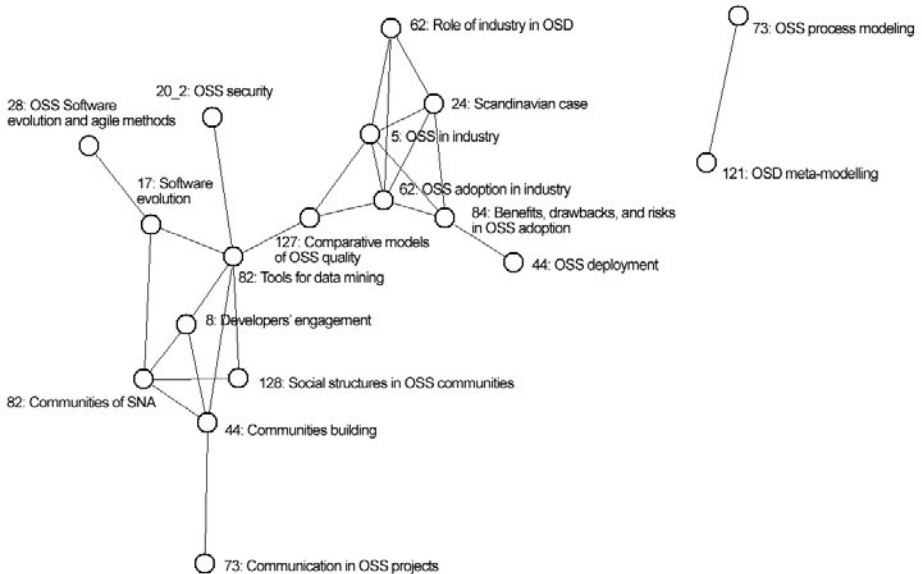 62: Role of industry in OSD
73: OSS process modeling
20_2: OSS security
28: OSS Software
evolution and agile methods
24: Scandinavian case
5: OSS in industry
121: OSD meta-modelling
17: Software
evolution
62: OSS adoption in industry
84: Benefits, drawbacks, and risks
in OSS adoption
127: Comparative models
of OSS quality
44: OSS deployment
82: Tools for data mining
8: Developers' engagement
128: Social structures in OSS communities
82: Communities of SNA
44: Communities building
73: Communication in OSS projects